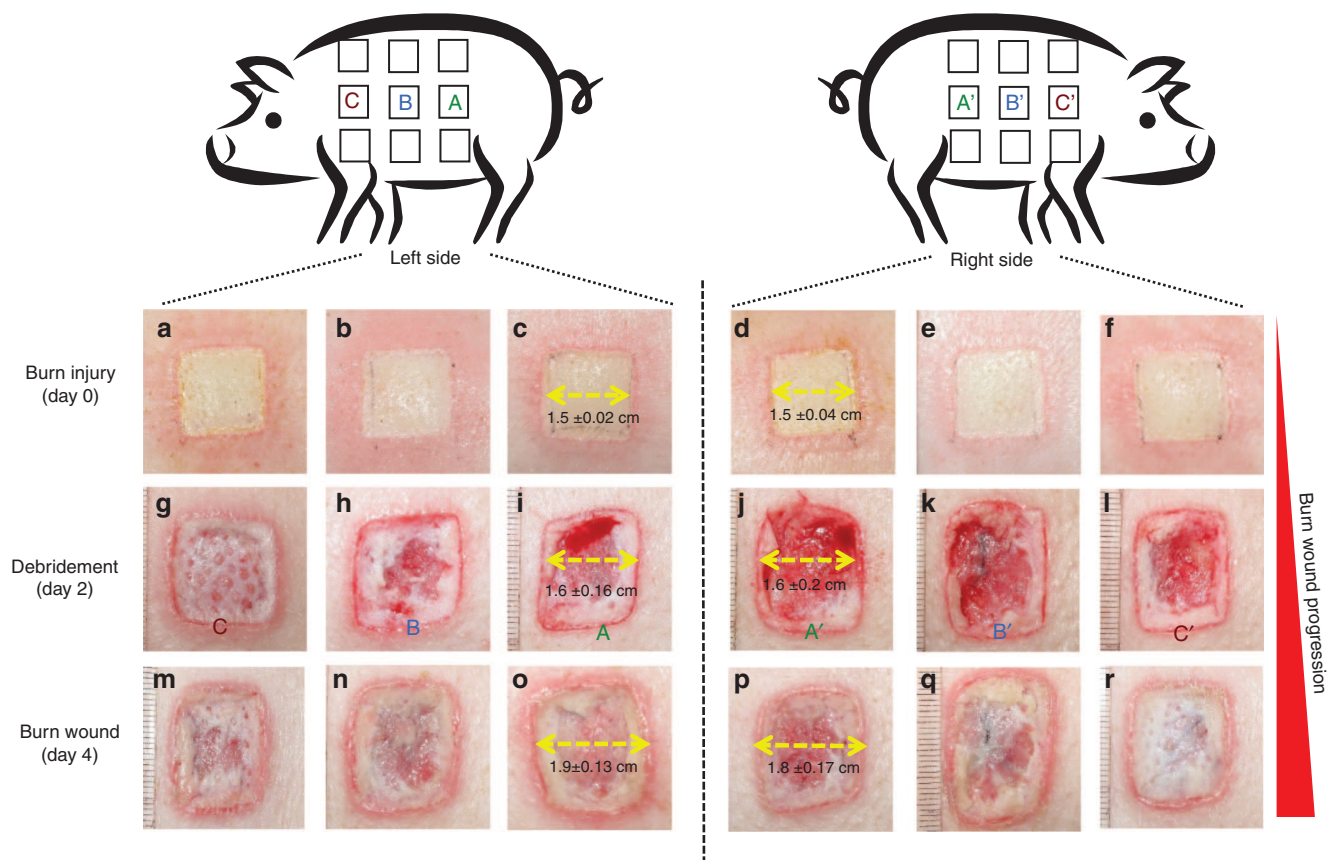 C B A
A’ B’ C’
Left side
Right side
Burn injury
(day 0)
a
b
c
1.5 ±0.02 cm
d
1.5 ±0.04 cm
e
f
Debridement
(day 2)
g
C
h
B
i
1.6 ±0.16 cm
A
j
1.6 ±0.2 cm
A′
k
B′
l
C′
Burn wound
(day 4)
m
n
o
1.9±0.13 cm
p
1.8 ±0.17 cm
q
r
Burn wound progression